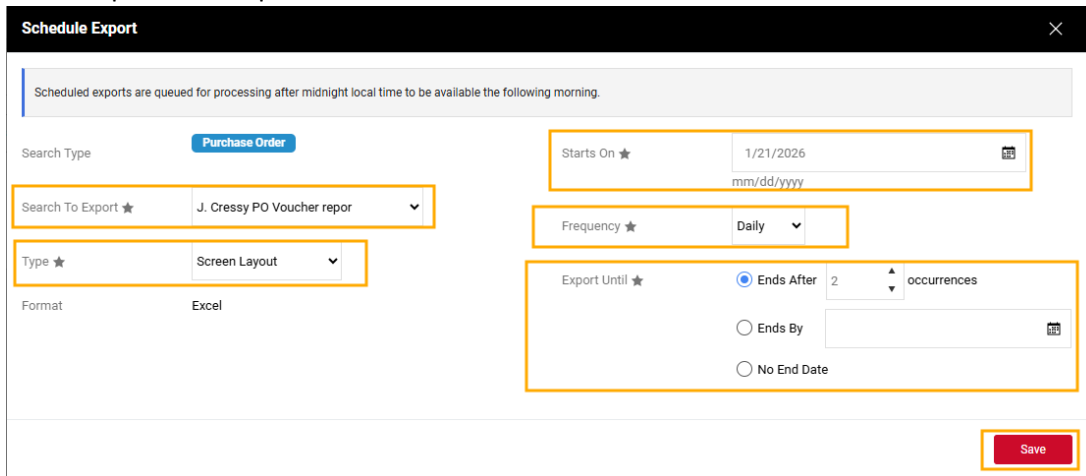 Schedule Export
Scheduled exports are queued for processing after midnight local time to be available the following morning.
Search Type
Purchase Order
Search To Export ★
J. Cressy PO Voucher repor
Type ★
Screen Layout
Format
Excel
Starts On ★
1/21/2026
mm/dd/yyyy
Frequency ★
Daily
Export Until ★
Ends After 2 occurrences
Ends By
No End Date
Save